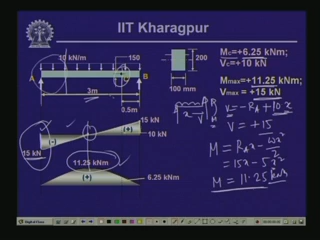 IIT Kharagpur
10 kN/m
150
A
C
B
3m
0.5m
200
100 mm
Mc=+6.25 kNm;
Vc=+10 kN
Mmax=+11.25 kNm;
Vmax = +15 kN
V = -RA + 10x
V = +15
M = RAx - wx²/2
= 15x - 5x²
M = 11.25 kNm
15 kN
10 kN
(-)
(+)
15 kN
11.25 kNm
(+)
6.25 kNm